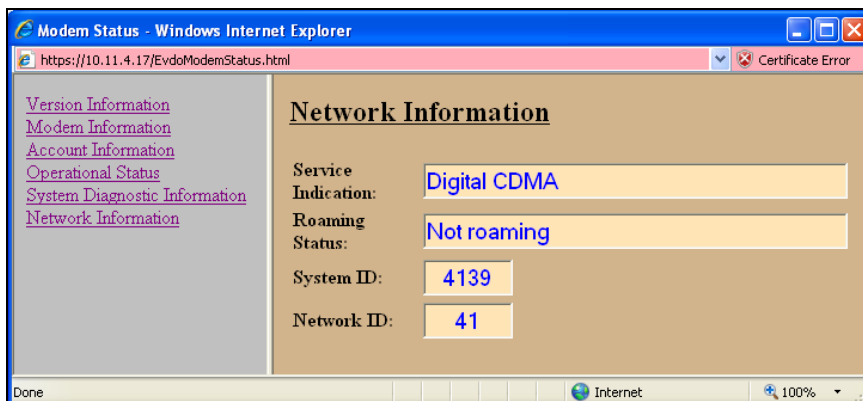 Modem Status - Windows Internet Explorer
https://10.11.4.17/EvdoModemStatus.html
Certificate Error
Version Information
Modem Information
Account Information
Operational Status
System Diagnostic Information
Network Information
Network Information
Service
Indication:
Digital CDMA
Roaming
Status:
Not roaming
System ID:
4139
Network ID:
41
Done
Internet
100%